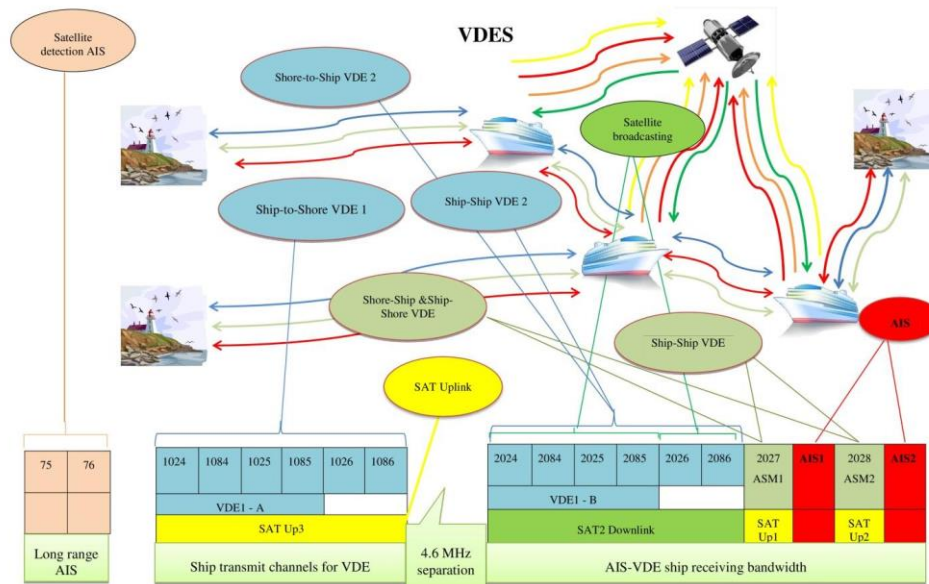 Satellite
detection AIS
VDES
Shore-to-Ship VDE 2
Satellite
broadcasting
Ship-to-Shore VDE 1
Ship-Ship VDE 2
Shore-Ship &Ship-
Shore VDE
Ship-Ship VDE
AIS
SAT Uplink
75 76
1024 1084 1025 1085 1026 1086
2024 2084 2025 2085 2026 2086 2027
ASM1 AIS1 2028
ASM2 AIS2
VDE1 - A
VDE1 - B
SAT Up3
SAT2 Downlink
SAT
Up1
SAT
Up2
Long range
AIS
Ship transmit channels for VDE
4.6 MHz
separation
AIS-VDE ship receiving bandwidth